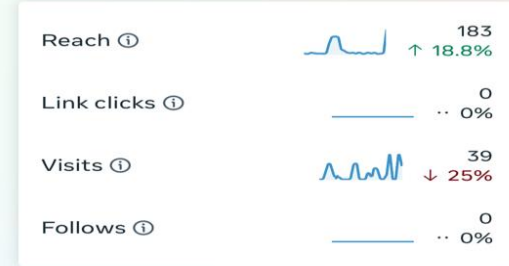 Reach ⓘ 183
↑ 18.8%
Link clicks ⓘ 0
·· 0%
Visits ⓘ 39
↓ 25%
Follows ⓘ 0
·· 0%